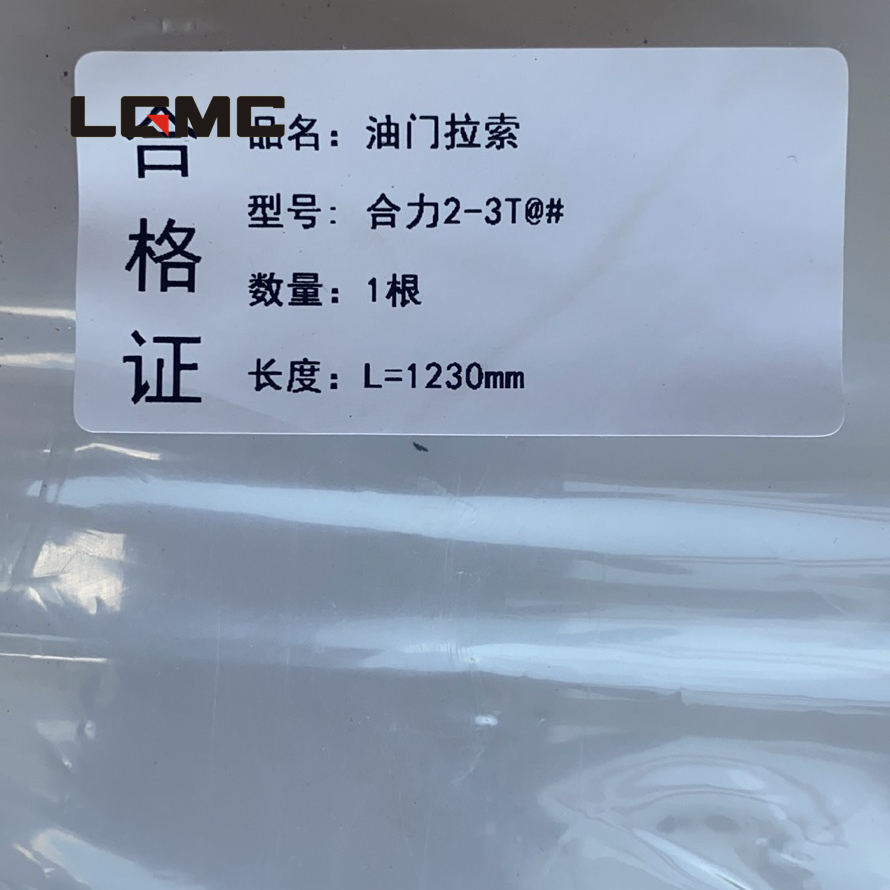 LGMC
合格证
品名：油门拉索
型号：合力2-3T@#
数量：1根
长度：L=1230mm